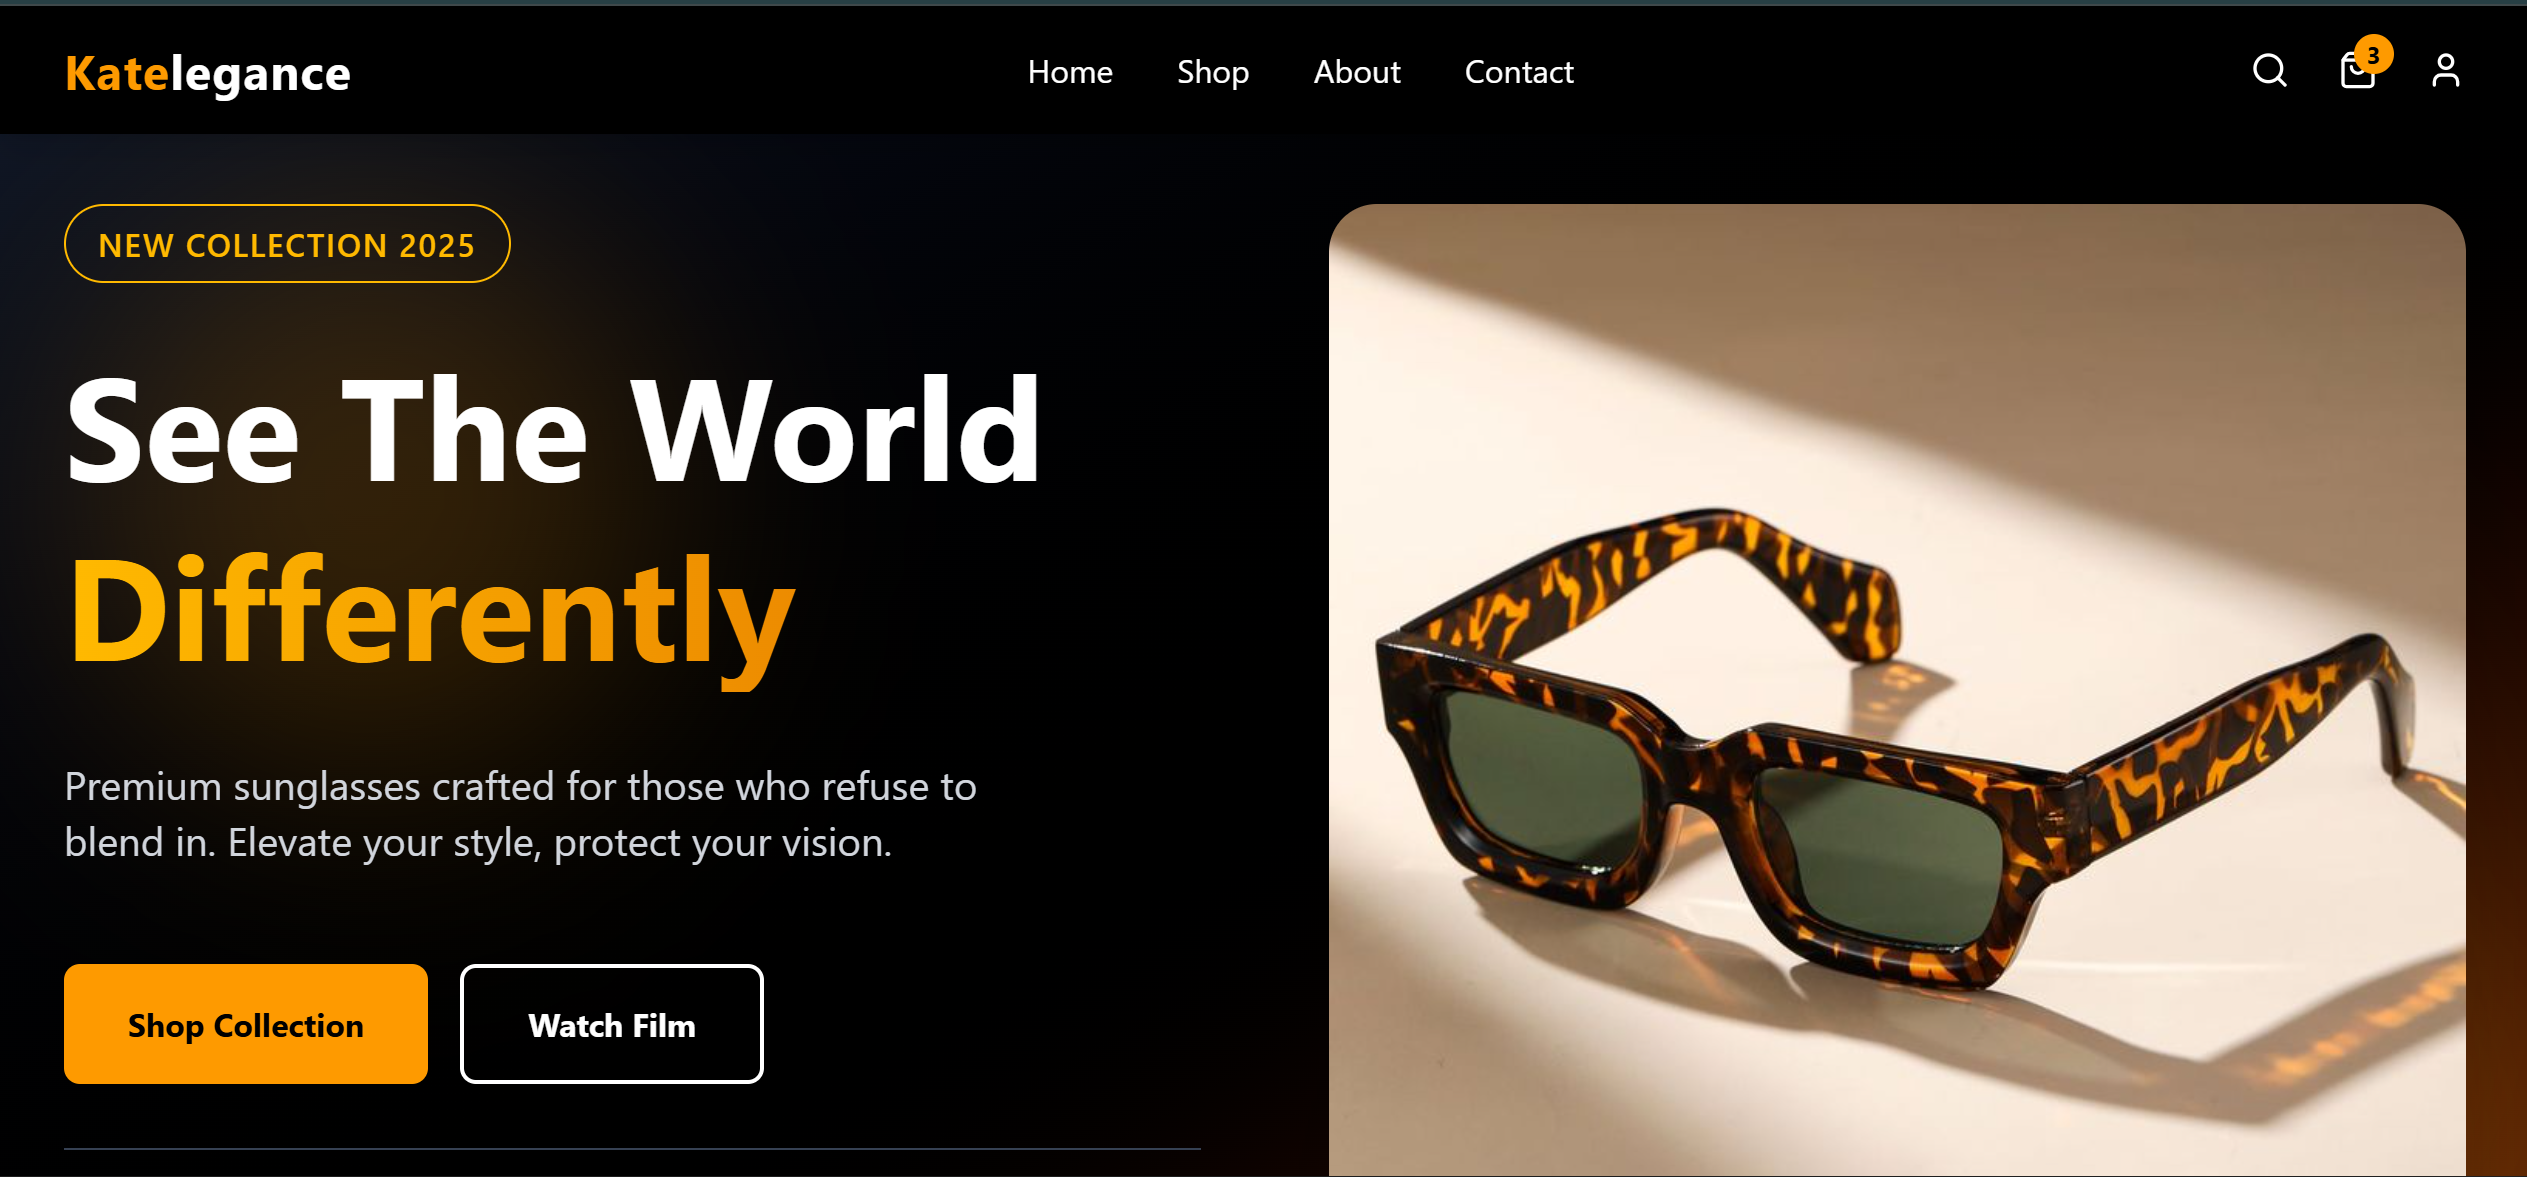 Katelegance
Home Shop About Contact
3
NEW COLLECTION 2025
See The World
Differently
Premium sunglasses crafted for those who refuse to
blend in. Elevate your style, protect your vision.
Shop Collection
Watch Film